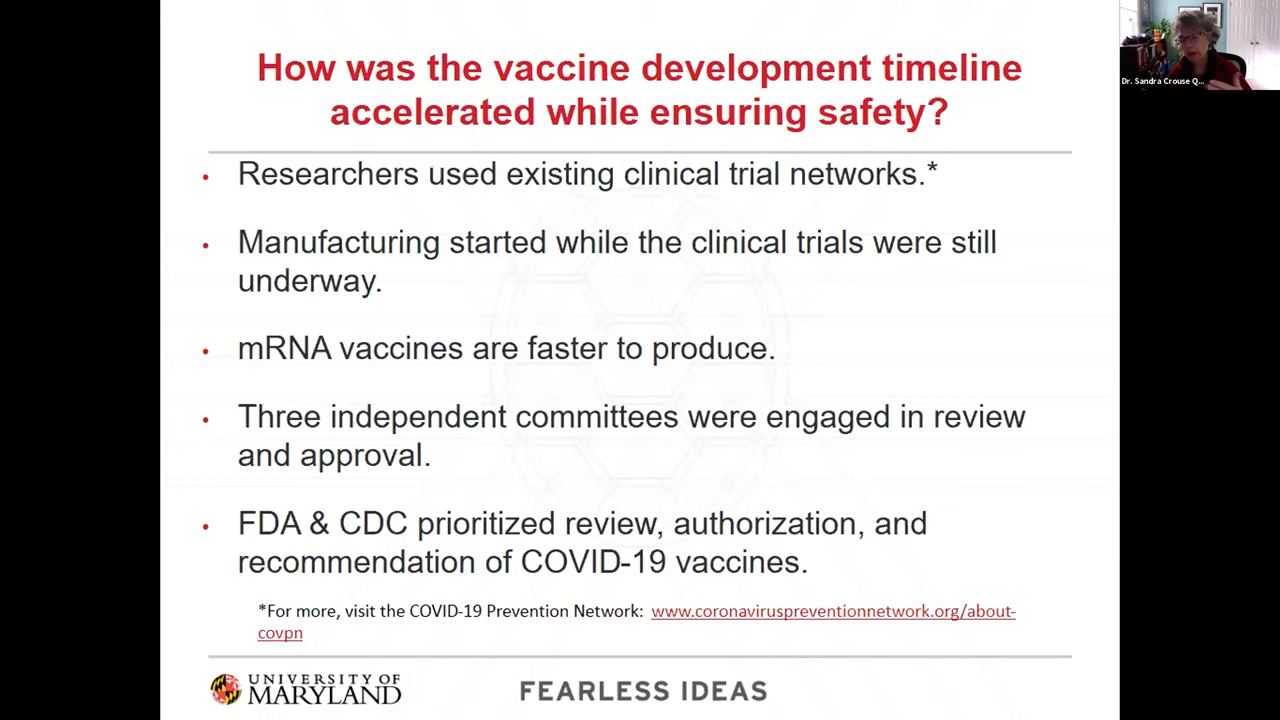 How was the vaccine development timeline
accelerated while ensuring safety?
Dr. Sandra Crouse Q...
• Researchers used existing clinical trial networks.*
• Manufacturing started while the clinical trials were still
underway.
• mRNA vaccines are faster to produce.
• Three independent committees were engaged in review
and approval.
• FDA & CDC prioritized review, authorization, and
recommendation of COVID-19 vaccines.
*For more, visit the COVID-19 Prevention Network: www.coronaviruspreventionnetwork.org/about-
covpn
UNIVERSITY OF
MARYLAND
FEARLESS IDEAS